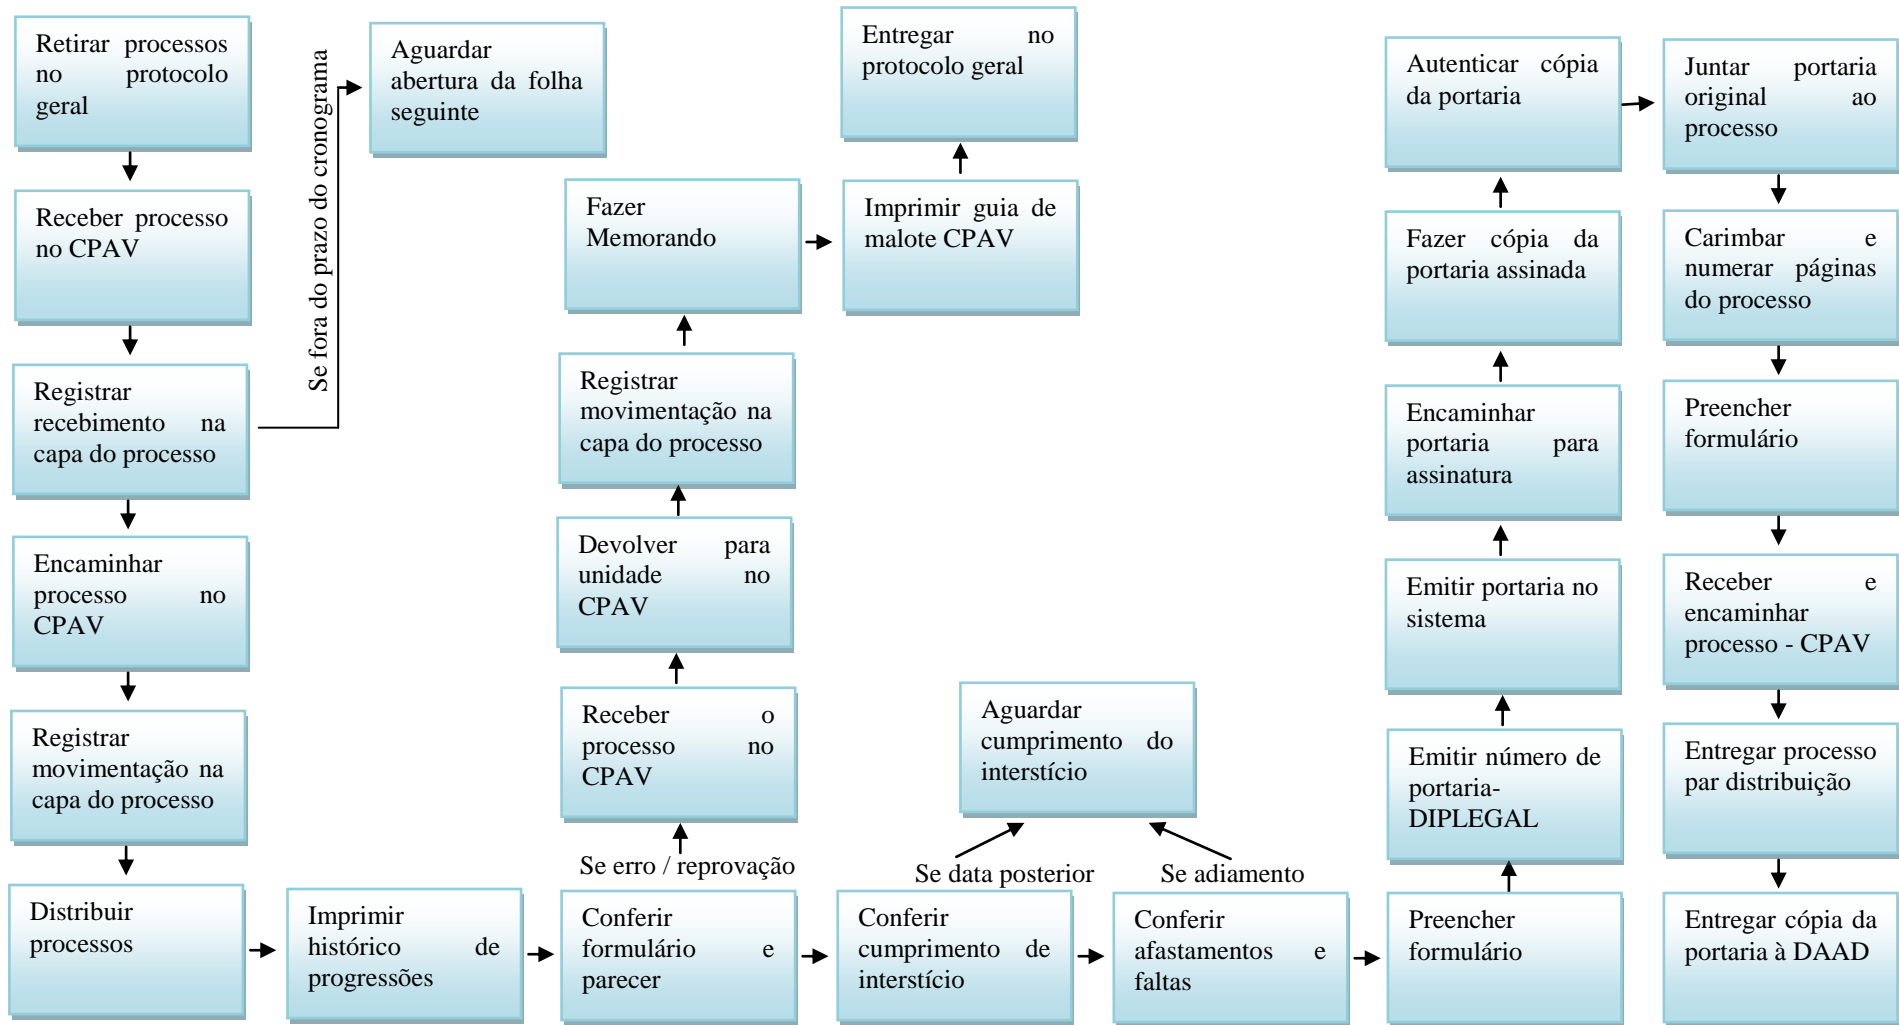 Retirar processos
no protocolo
geral
Receber processo
no CPAV
Registrar
recebimento na
capa do processo
Encaminhar
processo no
CPAV
Registrar
movimentação na
capa do processo
Distribuir
processos
Se fora do prazo do cronograma
Aguardar
abertura da folha
seguinte
Imprimir
histórico de
progressões
Conferir
formulário e
parecer
Se erro / reprovação
Receber o
processo no
CPAV
Devolver para
unidade no
CPAV
Registrar
movimentação na
capa do processo
Fazer
Memorando
Imprimir guia de
malote CPAV
Entregar no
protocolo geral
Conferir
cumprimento de
interstício
Se data posterior
Aguardar
cumprimento do
interstício
Se adiamento
Conferir
afastamentos e
faltas
Preencher
formulário
Emitir número de
portaria-
DIPLEGAL
Emitir portaria no
sistema
Encaminhar
portaria para
assinatura
Fazer cópia da
portaria assinada
Autenticar cópia
da portaria
Juntar portaria
original ao
processo
Carimbar e
numerar páginas
do processo
Preencher
formulário
Receber e
encaminhar
processo - CPAV
Entregar processo
par distribuição
Entregar cópia da
portaria à DAAD